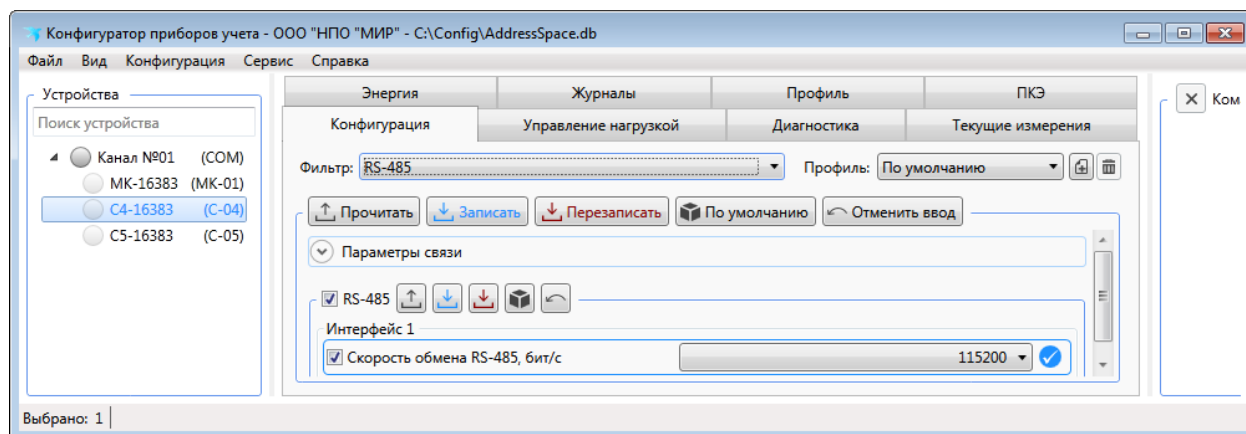 Конфигуратор приборов учета - ООО "НПО "МИР" - C:\Config\AddressSpace.db
Файл Вид Конфигурация Сервис Справка
Устройства
Поиск устройства
Канал №01 (COM)
МК-16383 (МК-01)
С4-16383 (С-04)
С5-16383 (С-05)
Энергия Журналы Профиль ПКЭ
Конфигурация Управление нагрузкой Диагностика Текущие измерения
Фильтр: RS-485 Профиль: По умолчанию
Прочитать Записать Перезаписать По умолчанию Отменить ввод
Параметры связи
RS-485
Интерфейс 1
Скорость обмена RS-485, бит/с 115200
Ком
Выбрано: 1